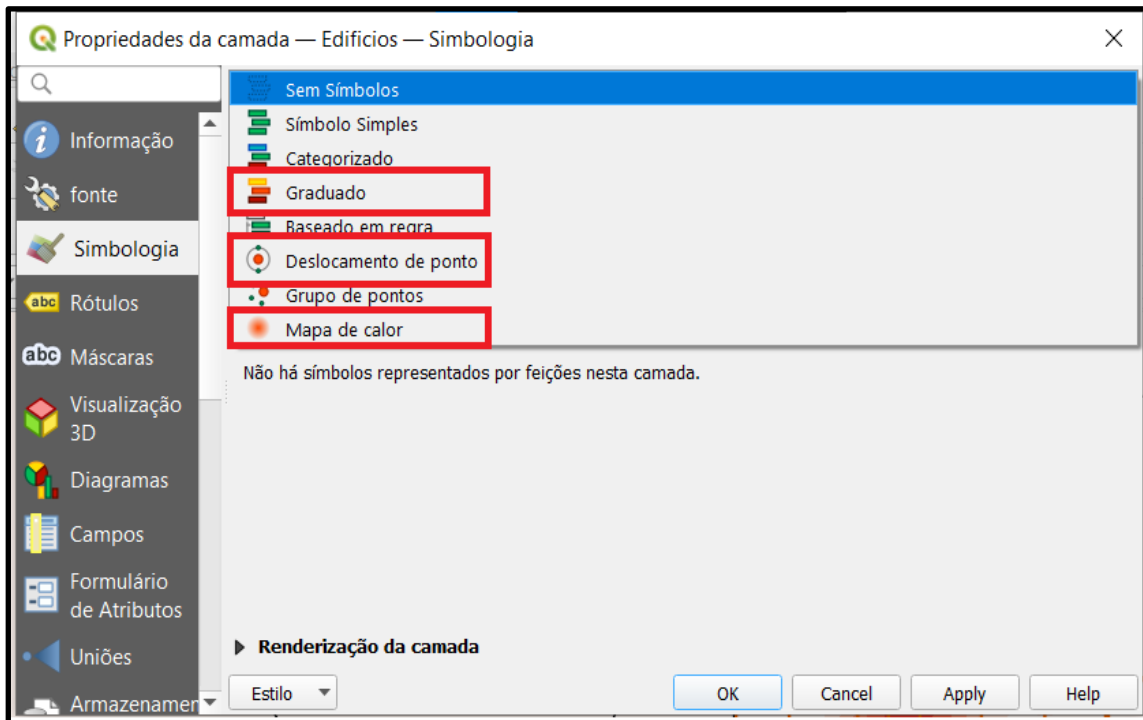 Propriedades da camada — Edificios — Simbologia
Informação
fonte
Simbologia
Rótulos
Máscaras
Visualização
3D
Diagramas
Campos
Formulário
de Atributos
Uniões
Armazenamer
Sem Símbolos
Símbolo Simples
Categorizado
Graduado
Baseado em regra
Deslocamento de ponto
Grupo de pontos
Mapa de calor
Não há símbolos representados por feições nesta camada.
Renderização da camada
Estilo
OK
Cancel
Apply
Help